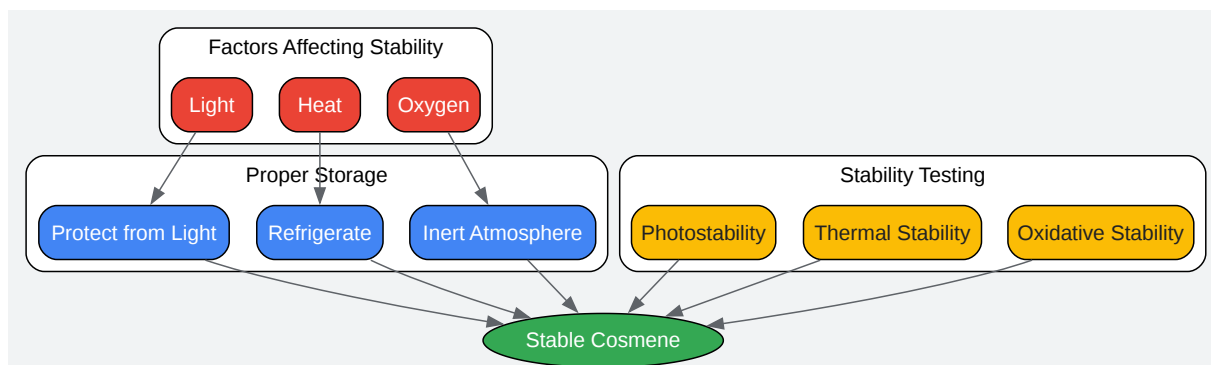 Factors Affecting Stability
Light
Heat
Oxygen
Proper Storage
Protect from Light
Refrigerate
Inert Atmosphere
Stability Testing
Photostability
Thermal Stability
Oxidative Stability
Stable Cosmene